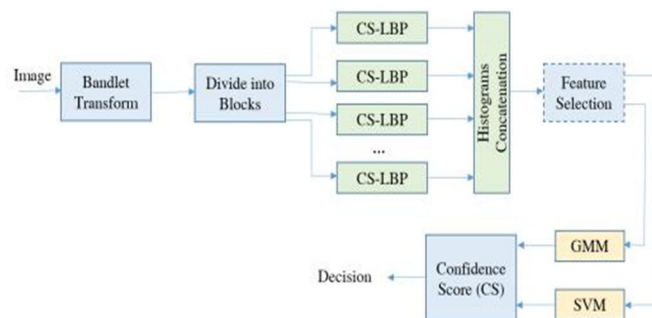 Image
Bandlet
Transform
Divide into
Blocks
CS-LBP
CS-LBP
CS-LBP
...
CS-LBP
Histograms
Concatenation
Feature
Selection
GMM
SVM
Confidence
Score (CS)
Decision